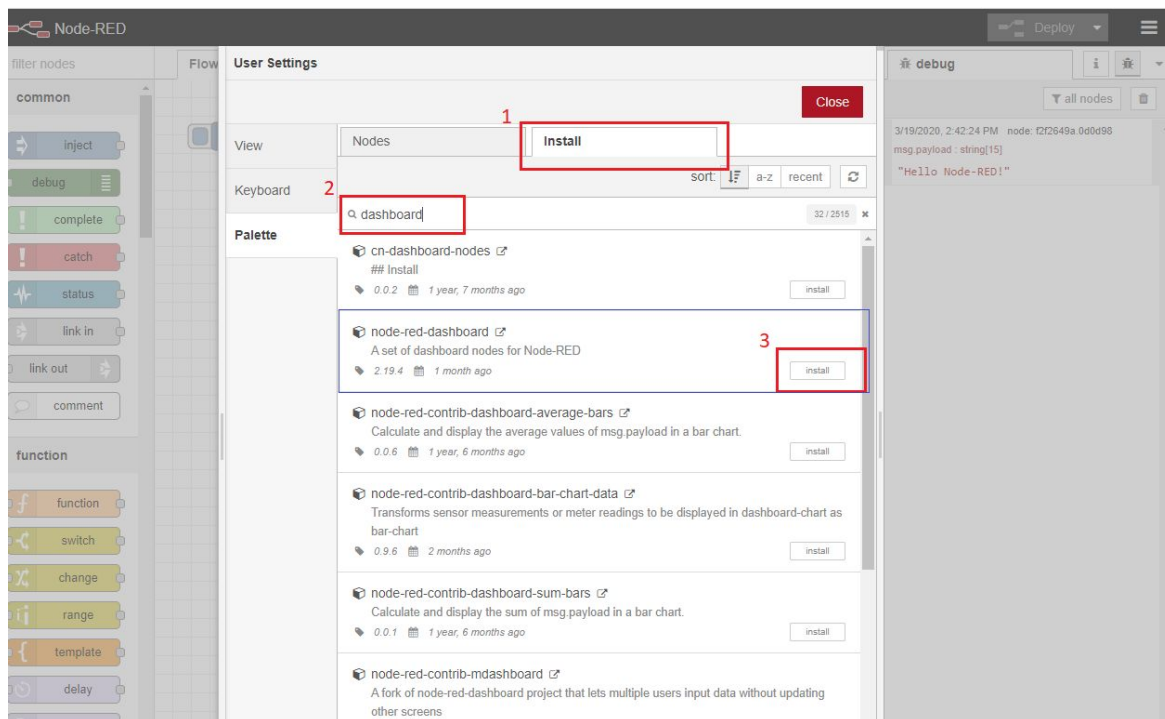 Node-RED
Deploy
filter nodes
Flow
User Settings
debug
i
common
Close
all nodes
1
inject
View
Nodes
Install
3/19/2020, 2:42:24 PM node: f2f2649a.0d0d98
msg.payload : string[15]
"Hello Node-RED!"
debug
Keyboard
2
sort:
a-z
recent
complete
dashboard
32 / 2515
catch
Palette
cn-dashboard-nodes
## Install
0.0.2 1 year, 7 months ago
install
status
link in
node-red-dashboard
3
A set of dashboard nodes for Node-RED
2.19.4 1 month ago
install
link out
comment
node-red-contrib-dashboard-average-bars
Calculate and display the average values of msg.payload in a bar chart.
0.0.6 1 year, 6 months ago
install
function
function
node-red-contrib-dashboard-bar-chart-data
Transforms sensor measurements or meter readings to be displayed in dashboard-chart as
bar-chart
0.9.6 2 months ago
install
switch
change
node-red-contrib-dashboard-sum-bars
Calculate and display the sum of msg.payload in a bar chart.
0.0.1 1 year, 6 months ago
install
range
template
node-red-contrib-mdashboard
A fork of node-red-dashboard project that lets multiple users input data without updating
other screens
delay